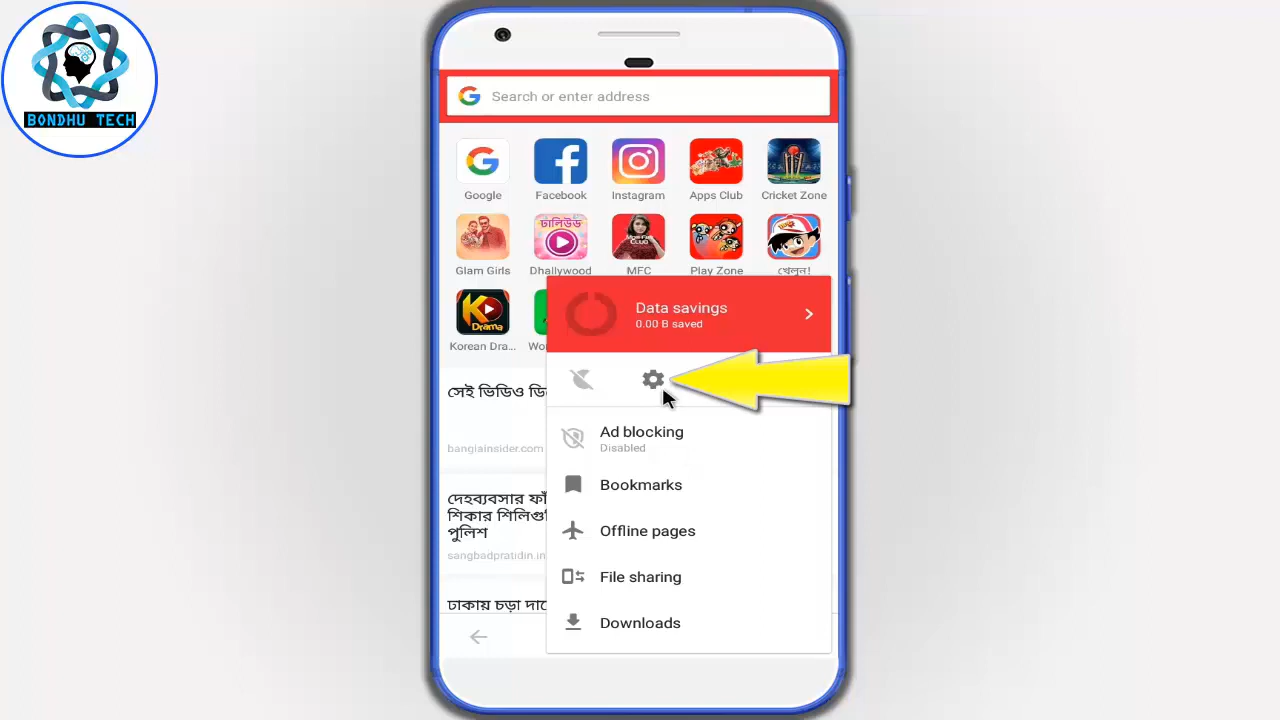 BONDHU TECH
Search or enter address
Google
Facebook
Instagram
Apps Club
Cricket Zone
ঢালিউড
Glam Girls
Dhallywood
MFC
Play Zone
খেলুন!
Drama
Korean Dra...
Data savings
0.00 B saved
সেই ভিডিও
banglainsider.com
Ad blocking
Disabled
Bookmarks
দেহব্যবসার
শিকার
পুলিশ
Offline pages
sangbadpratidin.in
File sharing
ঢাকায় চড়া
Downloads